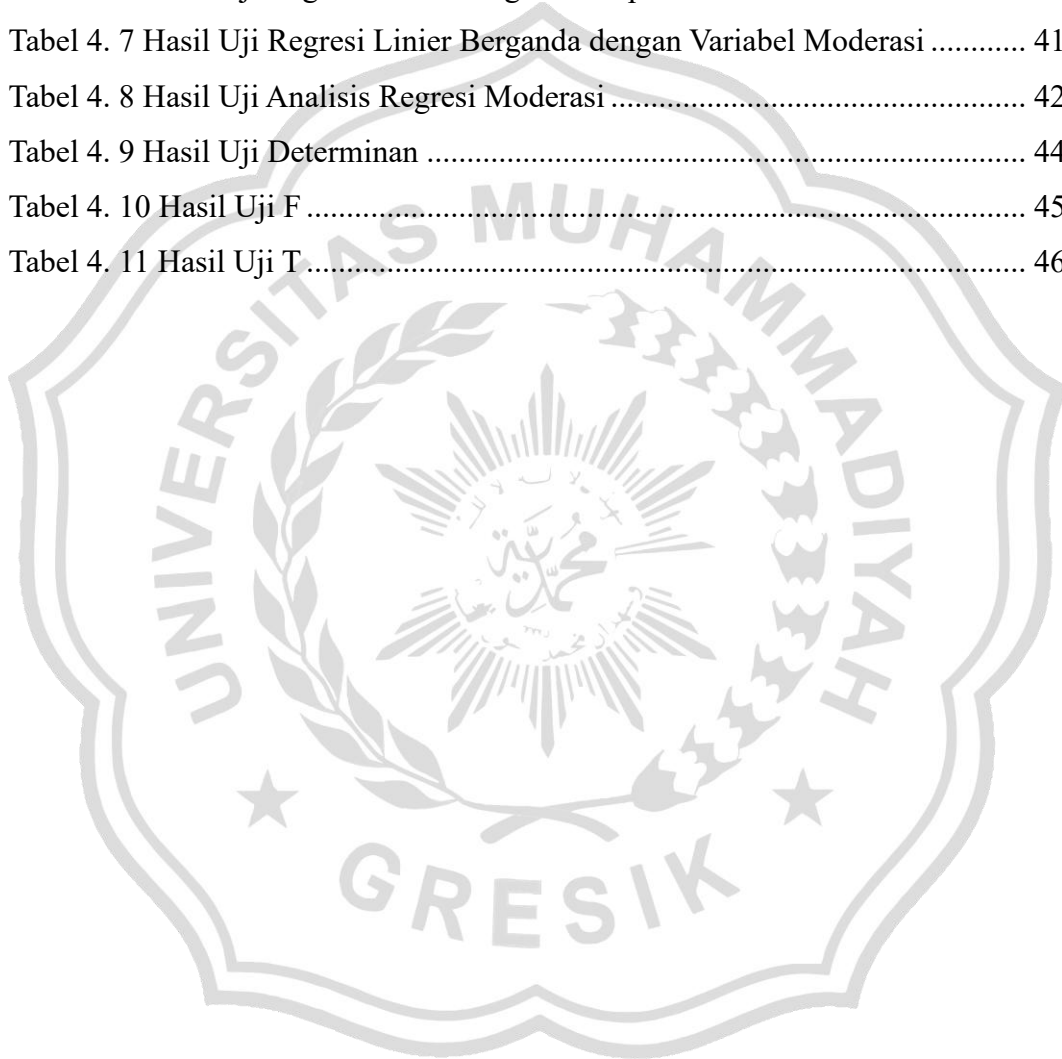 Tabel 4. 7 Hasil Uji Regresi Linier Berganda dengan Variabel Moderasi ............ 41
Tabel 4. 8 Hasil Uji Analisis Regresi Moderasi .................................................... 42
Tabel 4. 9 Hasil Uji Determinan ........................................................................... 44
Tabel 4. 10 Hasil Uji F .......................................................................................... 45
Tabel 4. 11 Hasil Uji T .......................................................................................... 46
UNIVERSITAS MUHAMMADIYAH
محمد
GRESIK